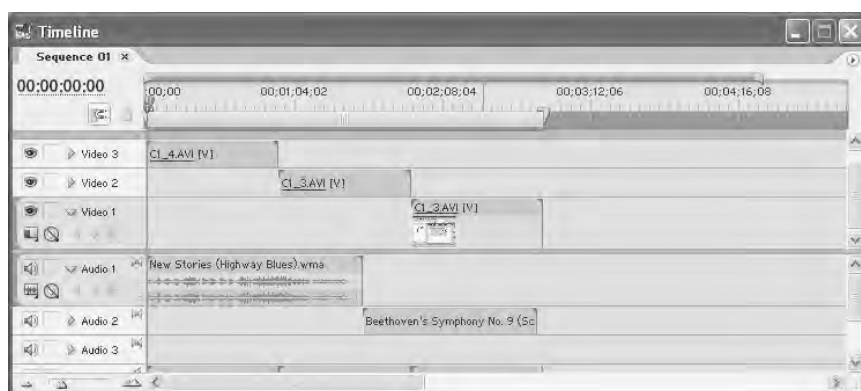 Timeline
Sequence 01 ×
00;00;00;00
;00;00 00;01;04;02 00;02;08;04 00;03;12;06 00;04;16;08
Video 3 C1_4.AVI [V]
Video 2 C1_3.AVI [V]
Video 1 C1_3.AVI [V]
Audio 1 New Stories (Highway Blues).wma
Audio 2 Beethoven's Symphony No. 9 (Sc
Audio 3